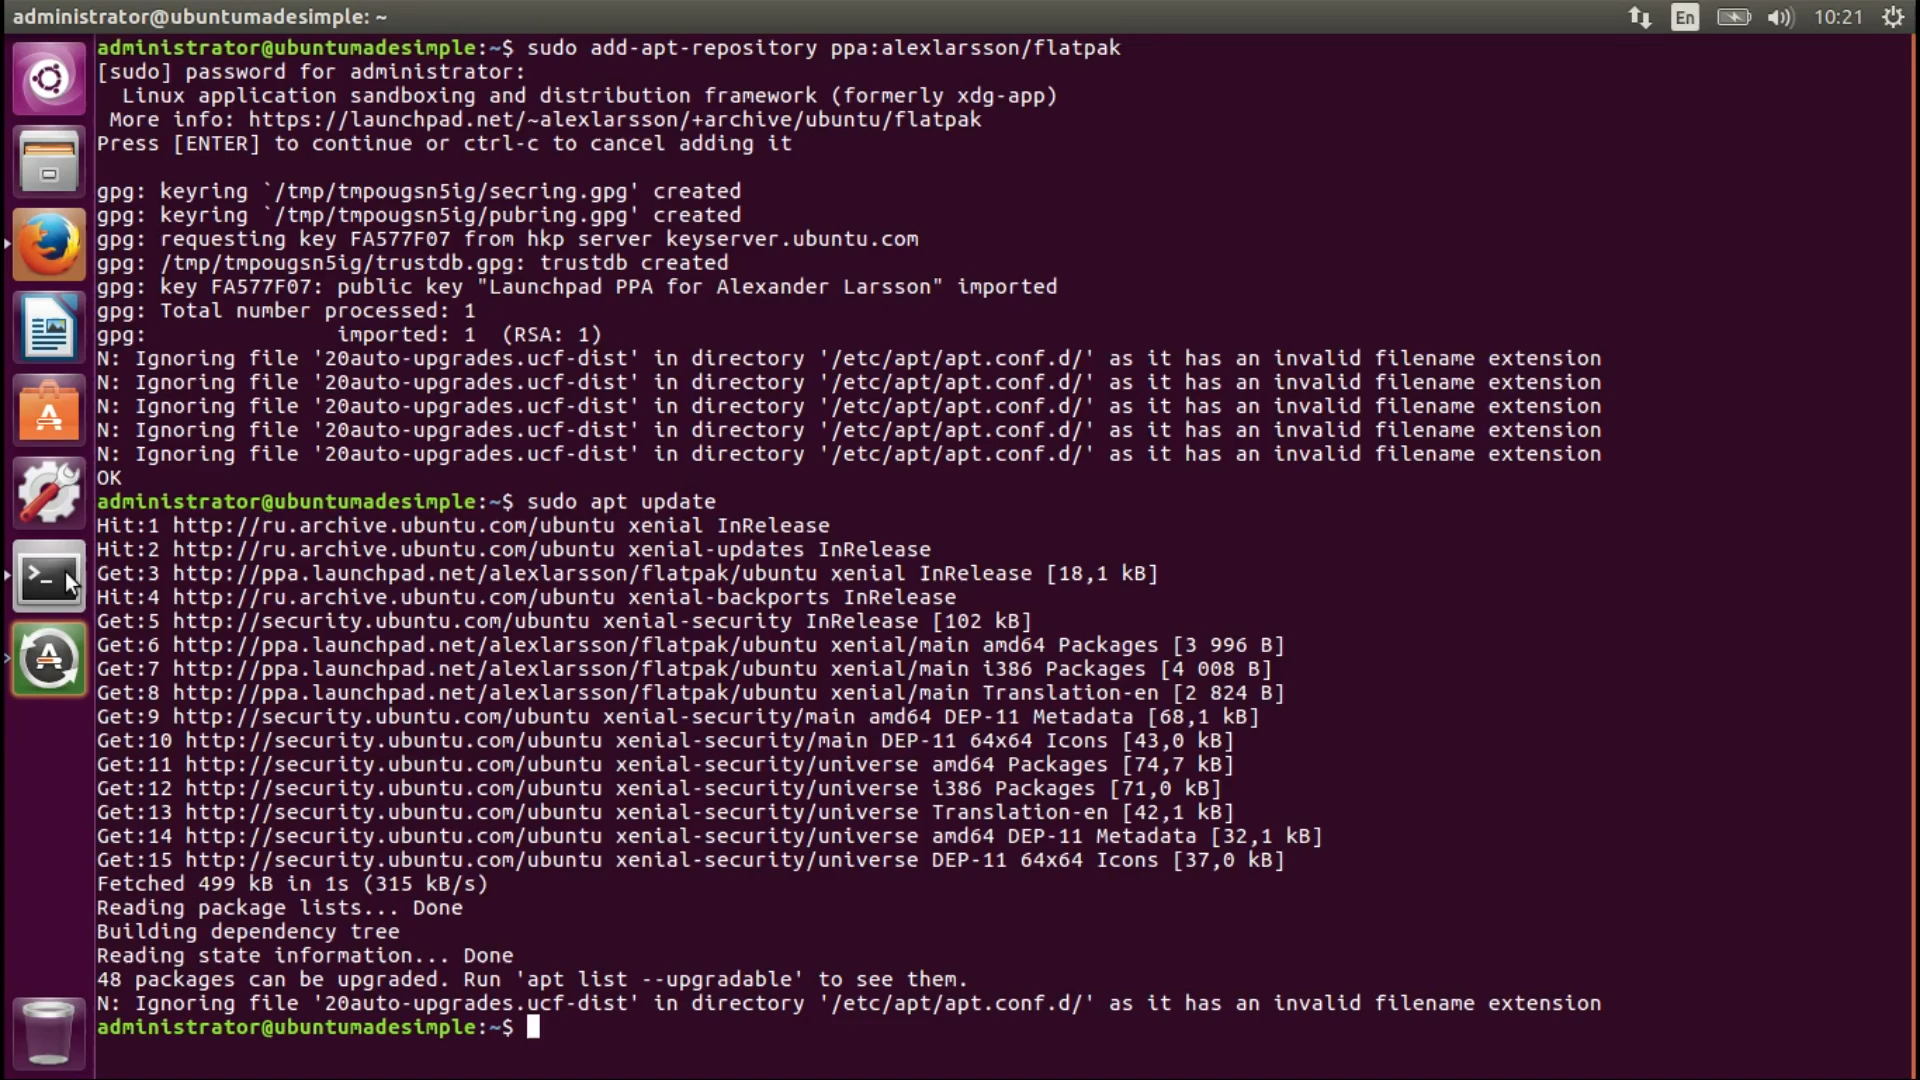 administrator@ubuntumadesimple: ~
En
10:21
administrator@ubuntumadesimple:~$ sudo add-apt-repository ppa:alexlarsson/flatpak
[sudo] password for administrator:
  Linux application sandboxing and distribution framework (formerly xdg-app)
 More info: https://launchpad.net/~alexlarsson/+archive/ubuntu/flatpak
Press [ENTER] to continue or ctrl-c to cancel adding it
gpg: keyring `/tmp/tmpougsn5ig/secring.gpg' created
gpg: keyring `/tmp/tmpougsn5ig/pubring.gpg' created
gpg: requesting key FA577F07 from hkp server keyserver.ubuntu.com
gpg: /tmp/tmpougsn5ig/trustdb.gpg: trustdb created
gpg: key FA577F07: public key "Launchpad PPA for Alexander Larsson" imported
gpg: Total number processed: 1
gpg:               imported: 1  (RSA: 1)
N: Ignoring file '20auto-upgrades.ucf-dist' in directory '/etc/apt/apt.conf.d/' as it has an invalid filename extension
N: Ignoring file '20auto-upgrades.ucf-dist' in directory '/etc/apt/apt.conf.d/' as it has an invalid filename extension
N: Ignoring file '20auto-upgrades.ucf-dist' in directory '/etc/apt/apt.conf.d/' as it has an invalid filename extension
N: Ignoring file '20auto-upgrades.ucf-dist' in directory '/etc/apt/apt.conf.d/' as it has an invalid filename extension
N: Ignoring file '20auto-upgrades.ucf-dist' in directory '/etc/apt/apt.conf.d/' as it has an invalid filename extension
OK
administrator@ubuntumadesimple:~$ sudo apt update
Hit:1 http://ru.archive.ubuntu.com/ubuntu xenial InRelease
Hit:2 http://ru.archive.ubuntu.com/ubuntu xenial-updates InRelease
Get:3 http://ppa.launchpad.net/alexlarsson/flatpak/ubuntu xenial InRelease [18,1 kB]
Hit:4 http://ru.archive.ubuntu.com/ubuntu xenial-backports InRelease
Get:5 http://security.ubuntu.com/ubuntu xenial-security InRelease [102 kB]
Get:6 http://ppa.launchpad.net/alexlarsson/flatpak/ubuntu xenial/main amd64 Packages [3 996 B]
Get:7 http://ppa.launchpad.net/alexlarsson/flatpak/ubuntu xenial/main i386 Packages [4 008 B]
Get:8 http://ppa.launchpad.net/alexlarsson/flatpak/ubuntu xenial/main Translation-en [2 824 B]
Get:9 http://security.ubuntu.com/ubuntu xenial-security/main amd64 DEP-11 Metadata [68,1 kB]
Get:10 http://security.ubuntu.com/ubuntu xenial-security/main DEP-11 64x64 Icons [43,0 kB]
Get:11 http://security.ubuntu.com/ubuntu xenial-security/universe amd64 Packages [74,7 kB]
Get:12 http://security.ubuntu.com/ubuntu xenial-security/universe i386 Packages [71,0 kB]
Get:13 http://security.ubuntu.com/ubuntu xenial-security/universe Translation-en [42,1 kB]
Get:14 http://security.ubuntu.com/ubuntu xenial-security/universe amd64 DEP-11 Metadata [32,1 kB]
Get:15 http://security.ubuntu.com/ubuntu xenial-security/universe DEP-11 64x64 Icons [37,0 kB]
Fetched 499 kB in 1s (315 kB/s)
Reading package lists... Done
Building dependency tree
Reading state information... Done
48 packages can be upgraded. Run 'apt list --upgradable' to see them.
N: Ignoring file '20auto-upgrades.ucf-dist' in directory '/etc/apt/apt.conf.d/' as it has an invalid filename extension
administrator@ubuntumadesimple:~$